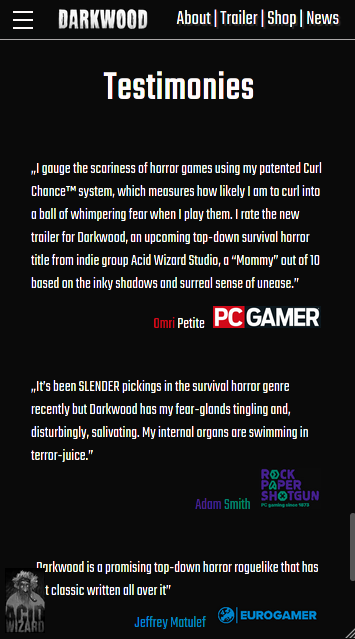 DARKWOOD
About | Trailer | Shop | News
Testimonies
„I gauge the scariness of horror games using my patented Curl
Chance™ system, which measures how likely I am to curl into
a ball of whimpering fear when I play them. I rate the new
trailer for Darkwood, an upcoming top-down survival horror
title from indie group Acid Wizard Studio, a “Mommy” out of 10
based on the inky shadows and surreal sense of unease.”
Omri Petite PC GAMER
„It's been SLENDER pickings in the survival horror genre
recently but Darkwood has my fear-glands tingling and,
disturbingly, salivating. My internal organs are swimming in
terror-juice.”
ROCK
PAPER
SHOTGUN
PC gaming since 1873
Adam Smith
Darkwood is a promising top-down horror roguelike that has
t classic written all over it”
ACID
WIZARD
Jeffrey Matulef EUROGAMER